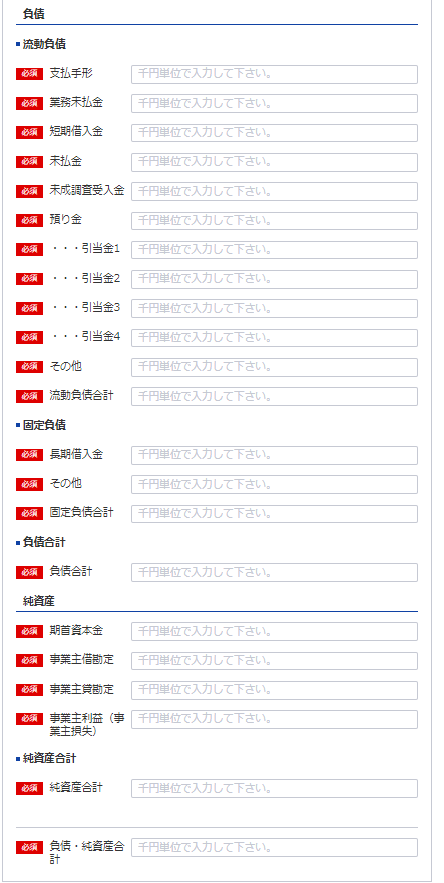 負債
流動負債
必須 支払手形 千円単位で入力して下さい。
必須 業務未払金 千円単位で入力して下さい。
必須 短期借入金 千円単位で入力して下さい。
必須 未払金 千円単位で入力して下さい。
必須 未成調査受入金 千円単位で入力して下さい。
必須 預り金 千円単位で入力して下さい。
必須 ・・・引当金1 千円単位で入力して下さい。
必須 ・・・引当金2 千円単位で入力して下さい。
必須 ・・・引当金3 千円単位で入力して下さい。
必須 ・・・引当金4 千円単位で入力して下さい。
必須 その他 千円単位で入力して下さい。
必須 流動負債合計 千円単位で入力して下さい。
固定負債
必須 長期借入金 千円単位で入力して下さい。
必須 その他 千円単位で入力して下さい。
必須 固定負債合計 千円単位で入力して下さい。
負債合計
必須 負債合計 千円単位で入力して下さい。
純資産
必須 期首資本金 千円単位で入力して下さい。
必須 事業主借勘定 千円単位で入力して下さい。
必須 事業主貸勘定 千円単位で入力して下さい。
必須 事業主利益（事 千円単位で入力して下さい。
業主損失）
純資産合計
必須 純資産合計 千円単位で入力して下さい。
必須 負債・純資産合 千円単位で入力して下さい。
計